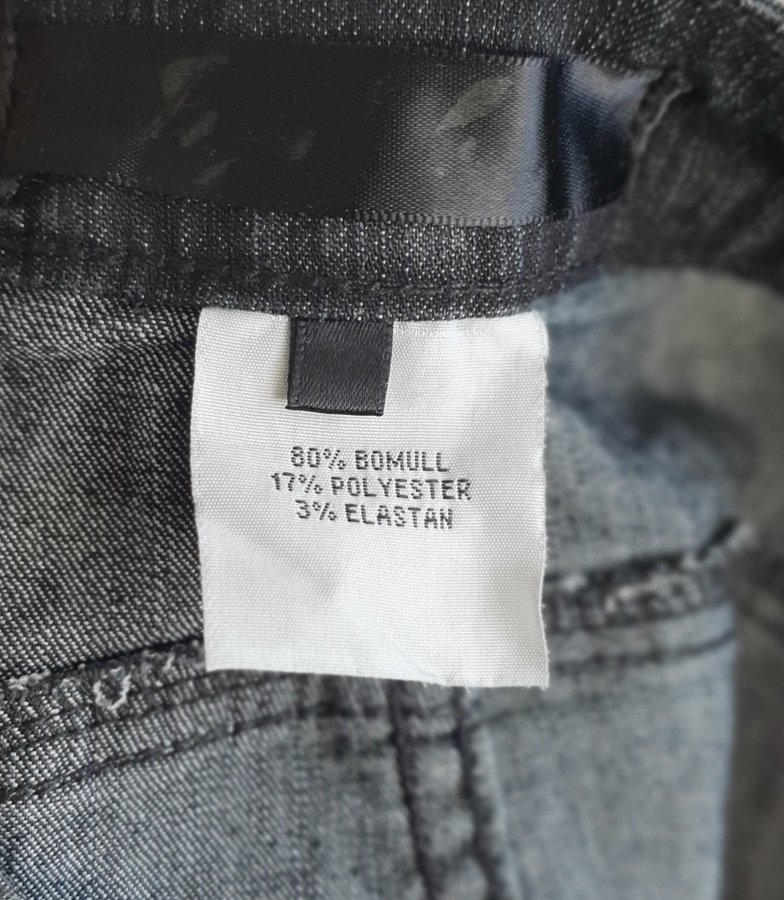 80% BOMULL
17% POLYESTER
3% ELASTAN